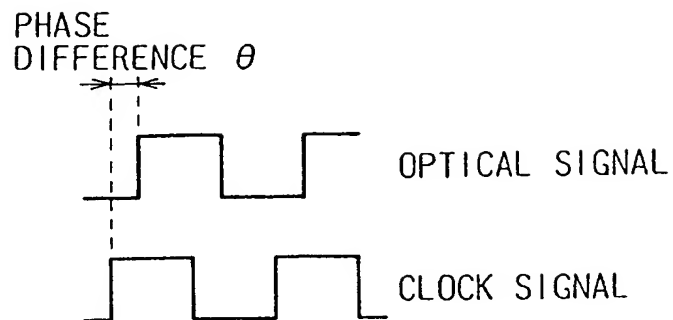 PHASE
DIFFERENCE θ
OPTICAL SIGNAL
CLOCK SIGNAL